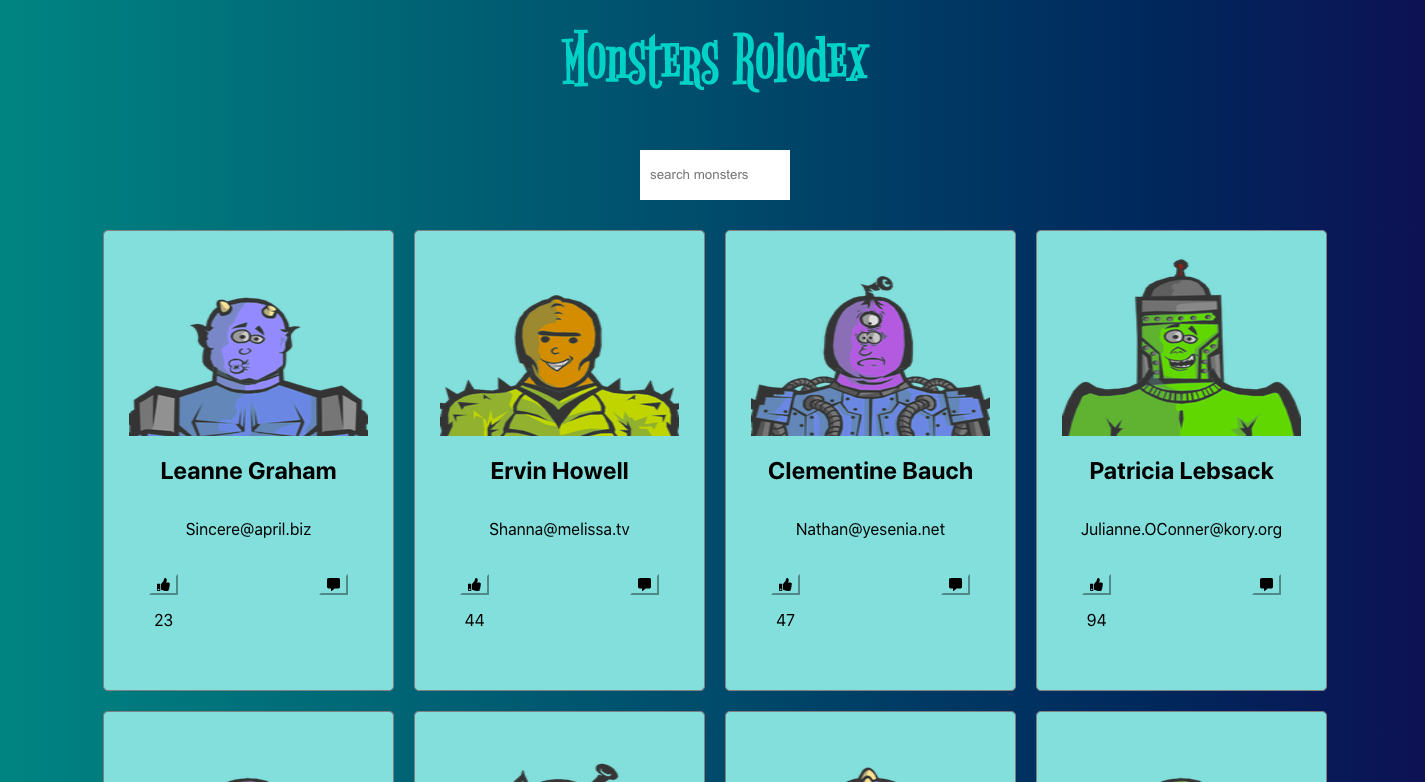 Monsters Rolodex
search monsters
Leanne Graham
Sincere@april.biz
23
Ervin Howell
Shanna@melissa.tv
44
Clementine Bauch
Nathan@yesenia.net
47
Patricia Lebsack
Julianne.OConner@kory.org
94